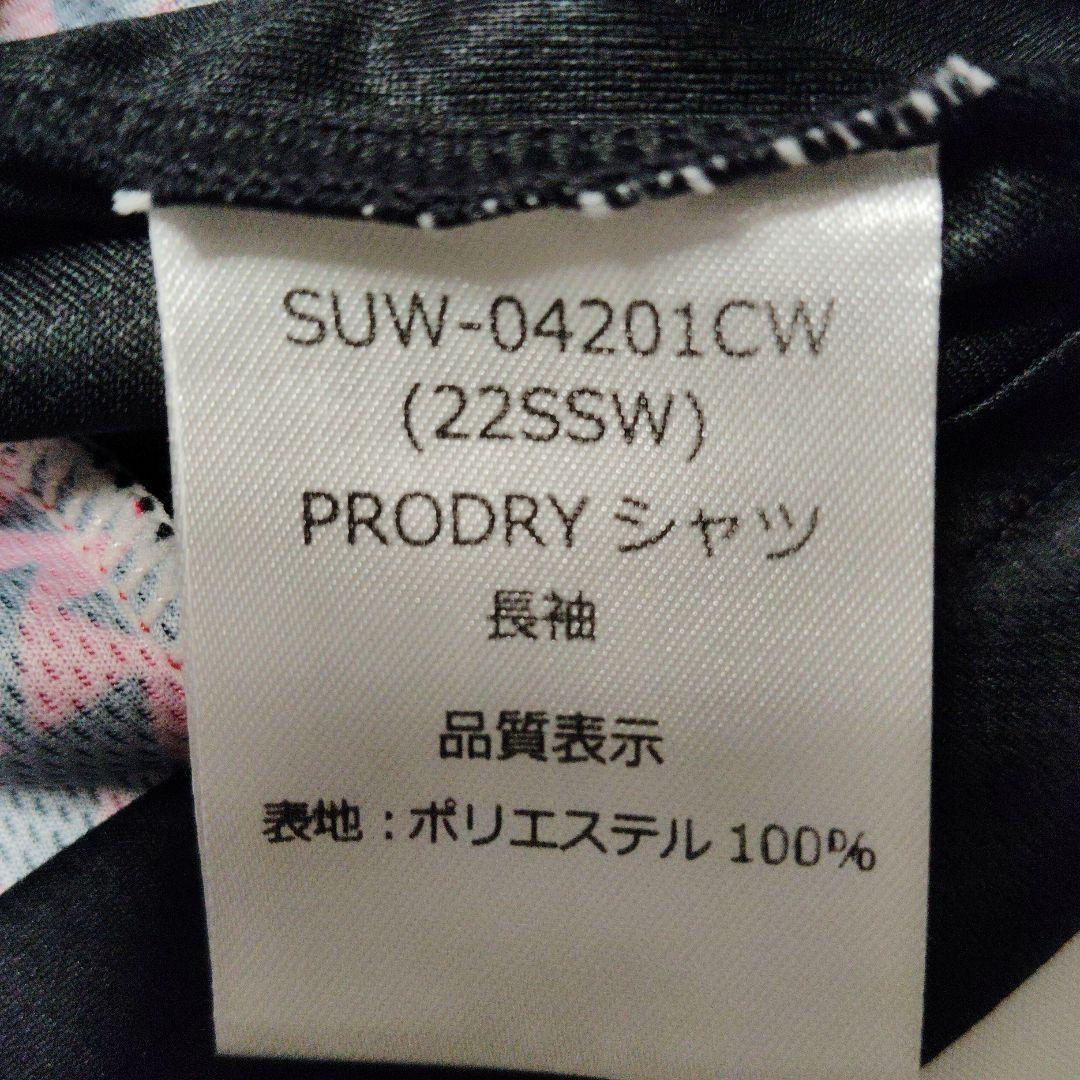 SUW-04201CW
(22SSW)
PRODRY シャツ
長袖
品質表示
表地：ポリエステル 100%